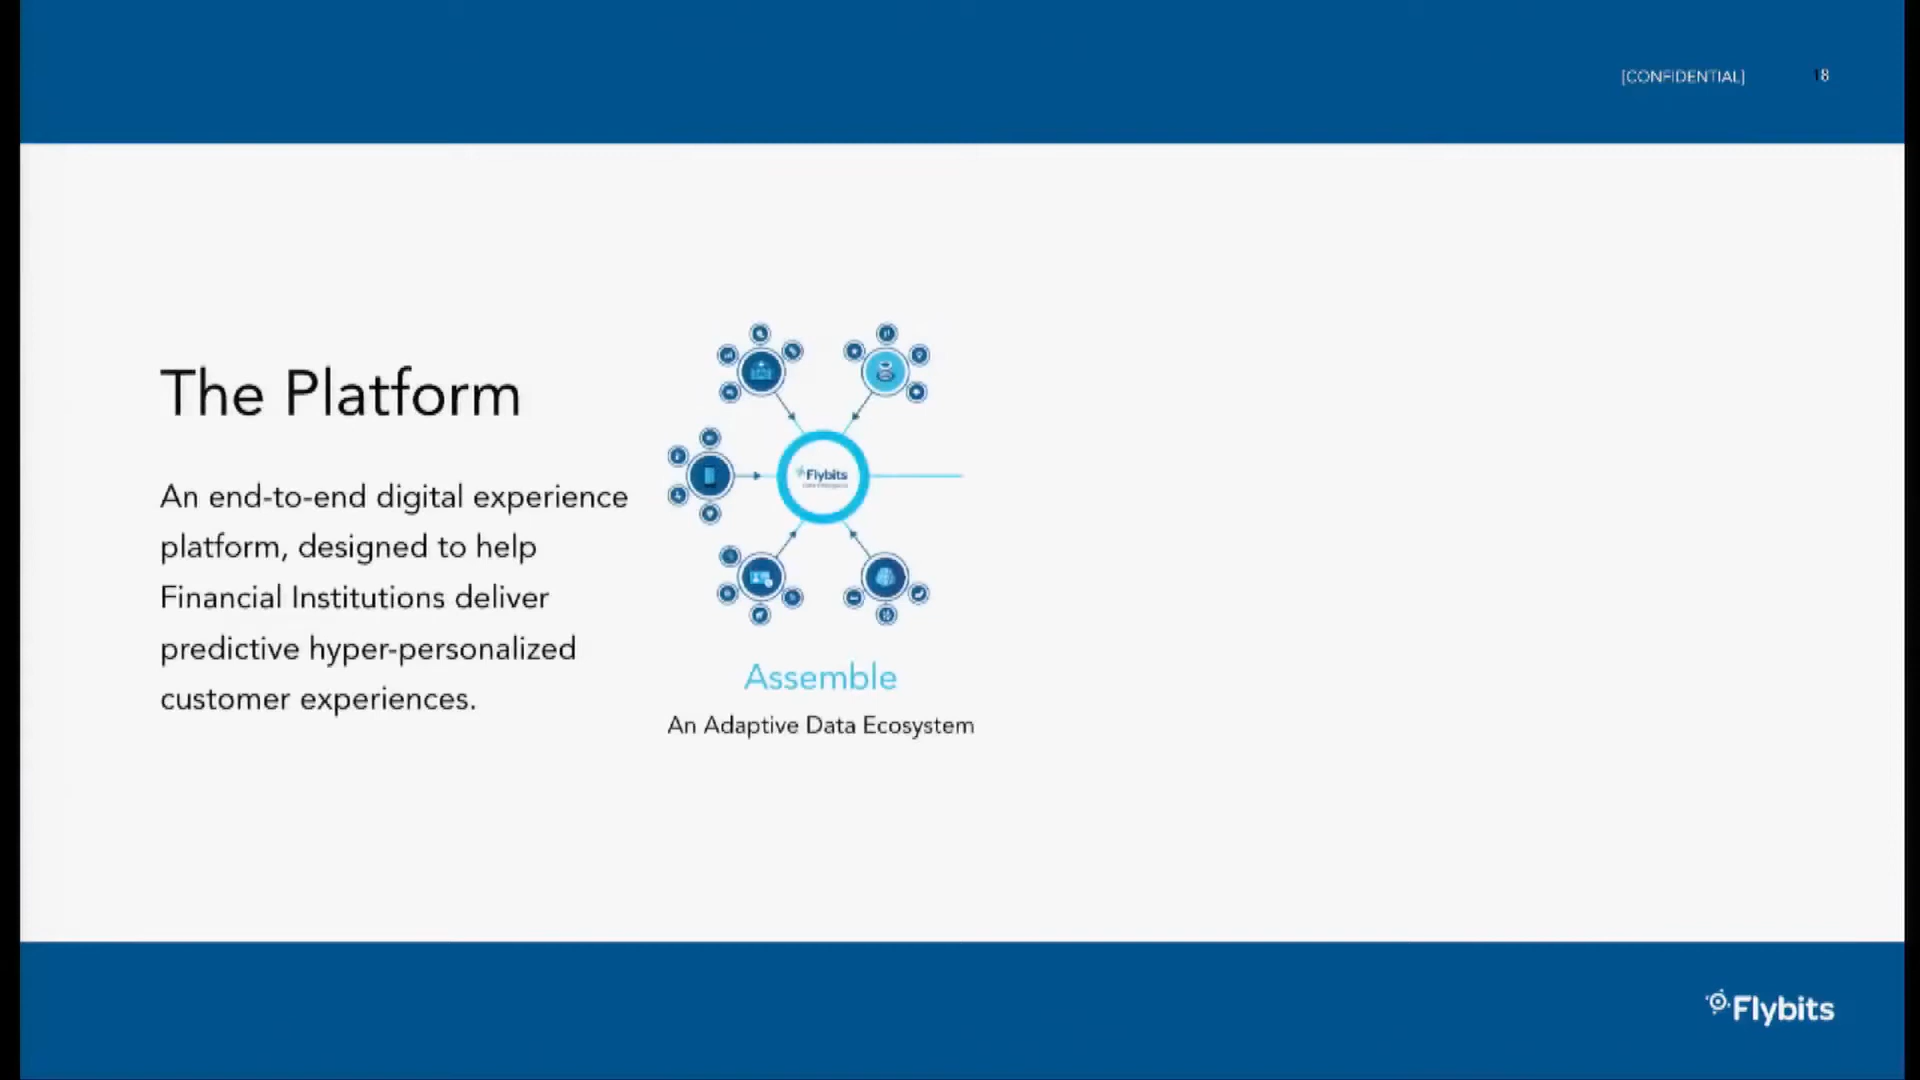 [CONFIDENTIAL] 18
The Platform
An end-to-end digital experience
platform, designed to help
Financial Institutions deliver
predictive hyper-personalized
customer experiences.
Flybits
Assemble
An Adaptive Data Ecosystem
Flybits